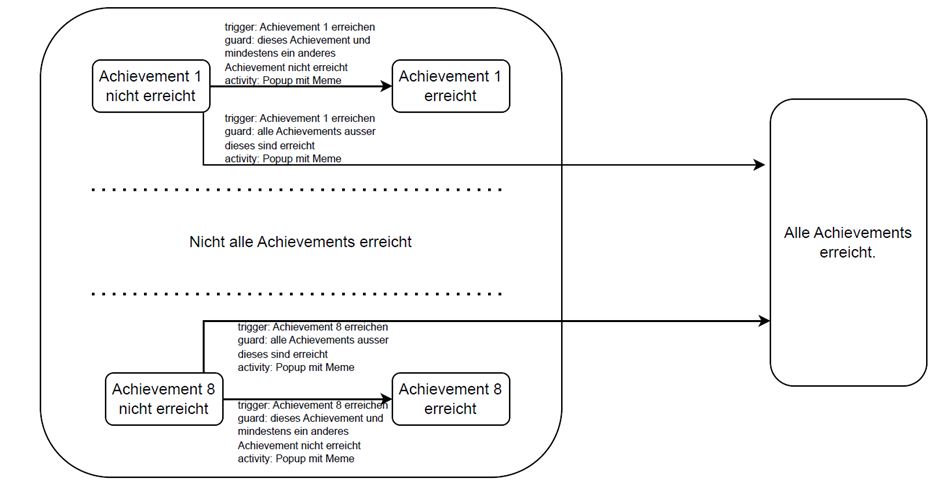 trigger: Achievement 1 erreichen
guard: dieses Achievement und
mindestens ein anderes
Achievement nicht erreicht
activity: Popup mit Meme
Achievement 1
nicht erreicht
Achievement 1
erreicht
trigger: Achievement 1 erreichen
guard: alle Achievements ausser
dieses sind erreicht
activity: Popup mit Meme
Nicht alle Achievements erreicht
Alle Achievements
erreicht.
trigger: Achievement 8 erreichen
guard: alle Achievements ausser
dieses sind erreicht
activity: Popup mit Meme
Achievement 8
nicht erreicht
Achievement 8
erreicht
trigger: Achievement 8 erreichen
guard: dieses Achievement und
mindestens ein anderes
Achievement nicht erreicht
activity: Popup mit Meme